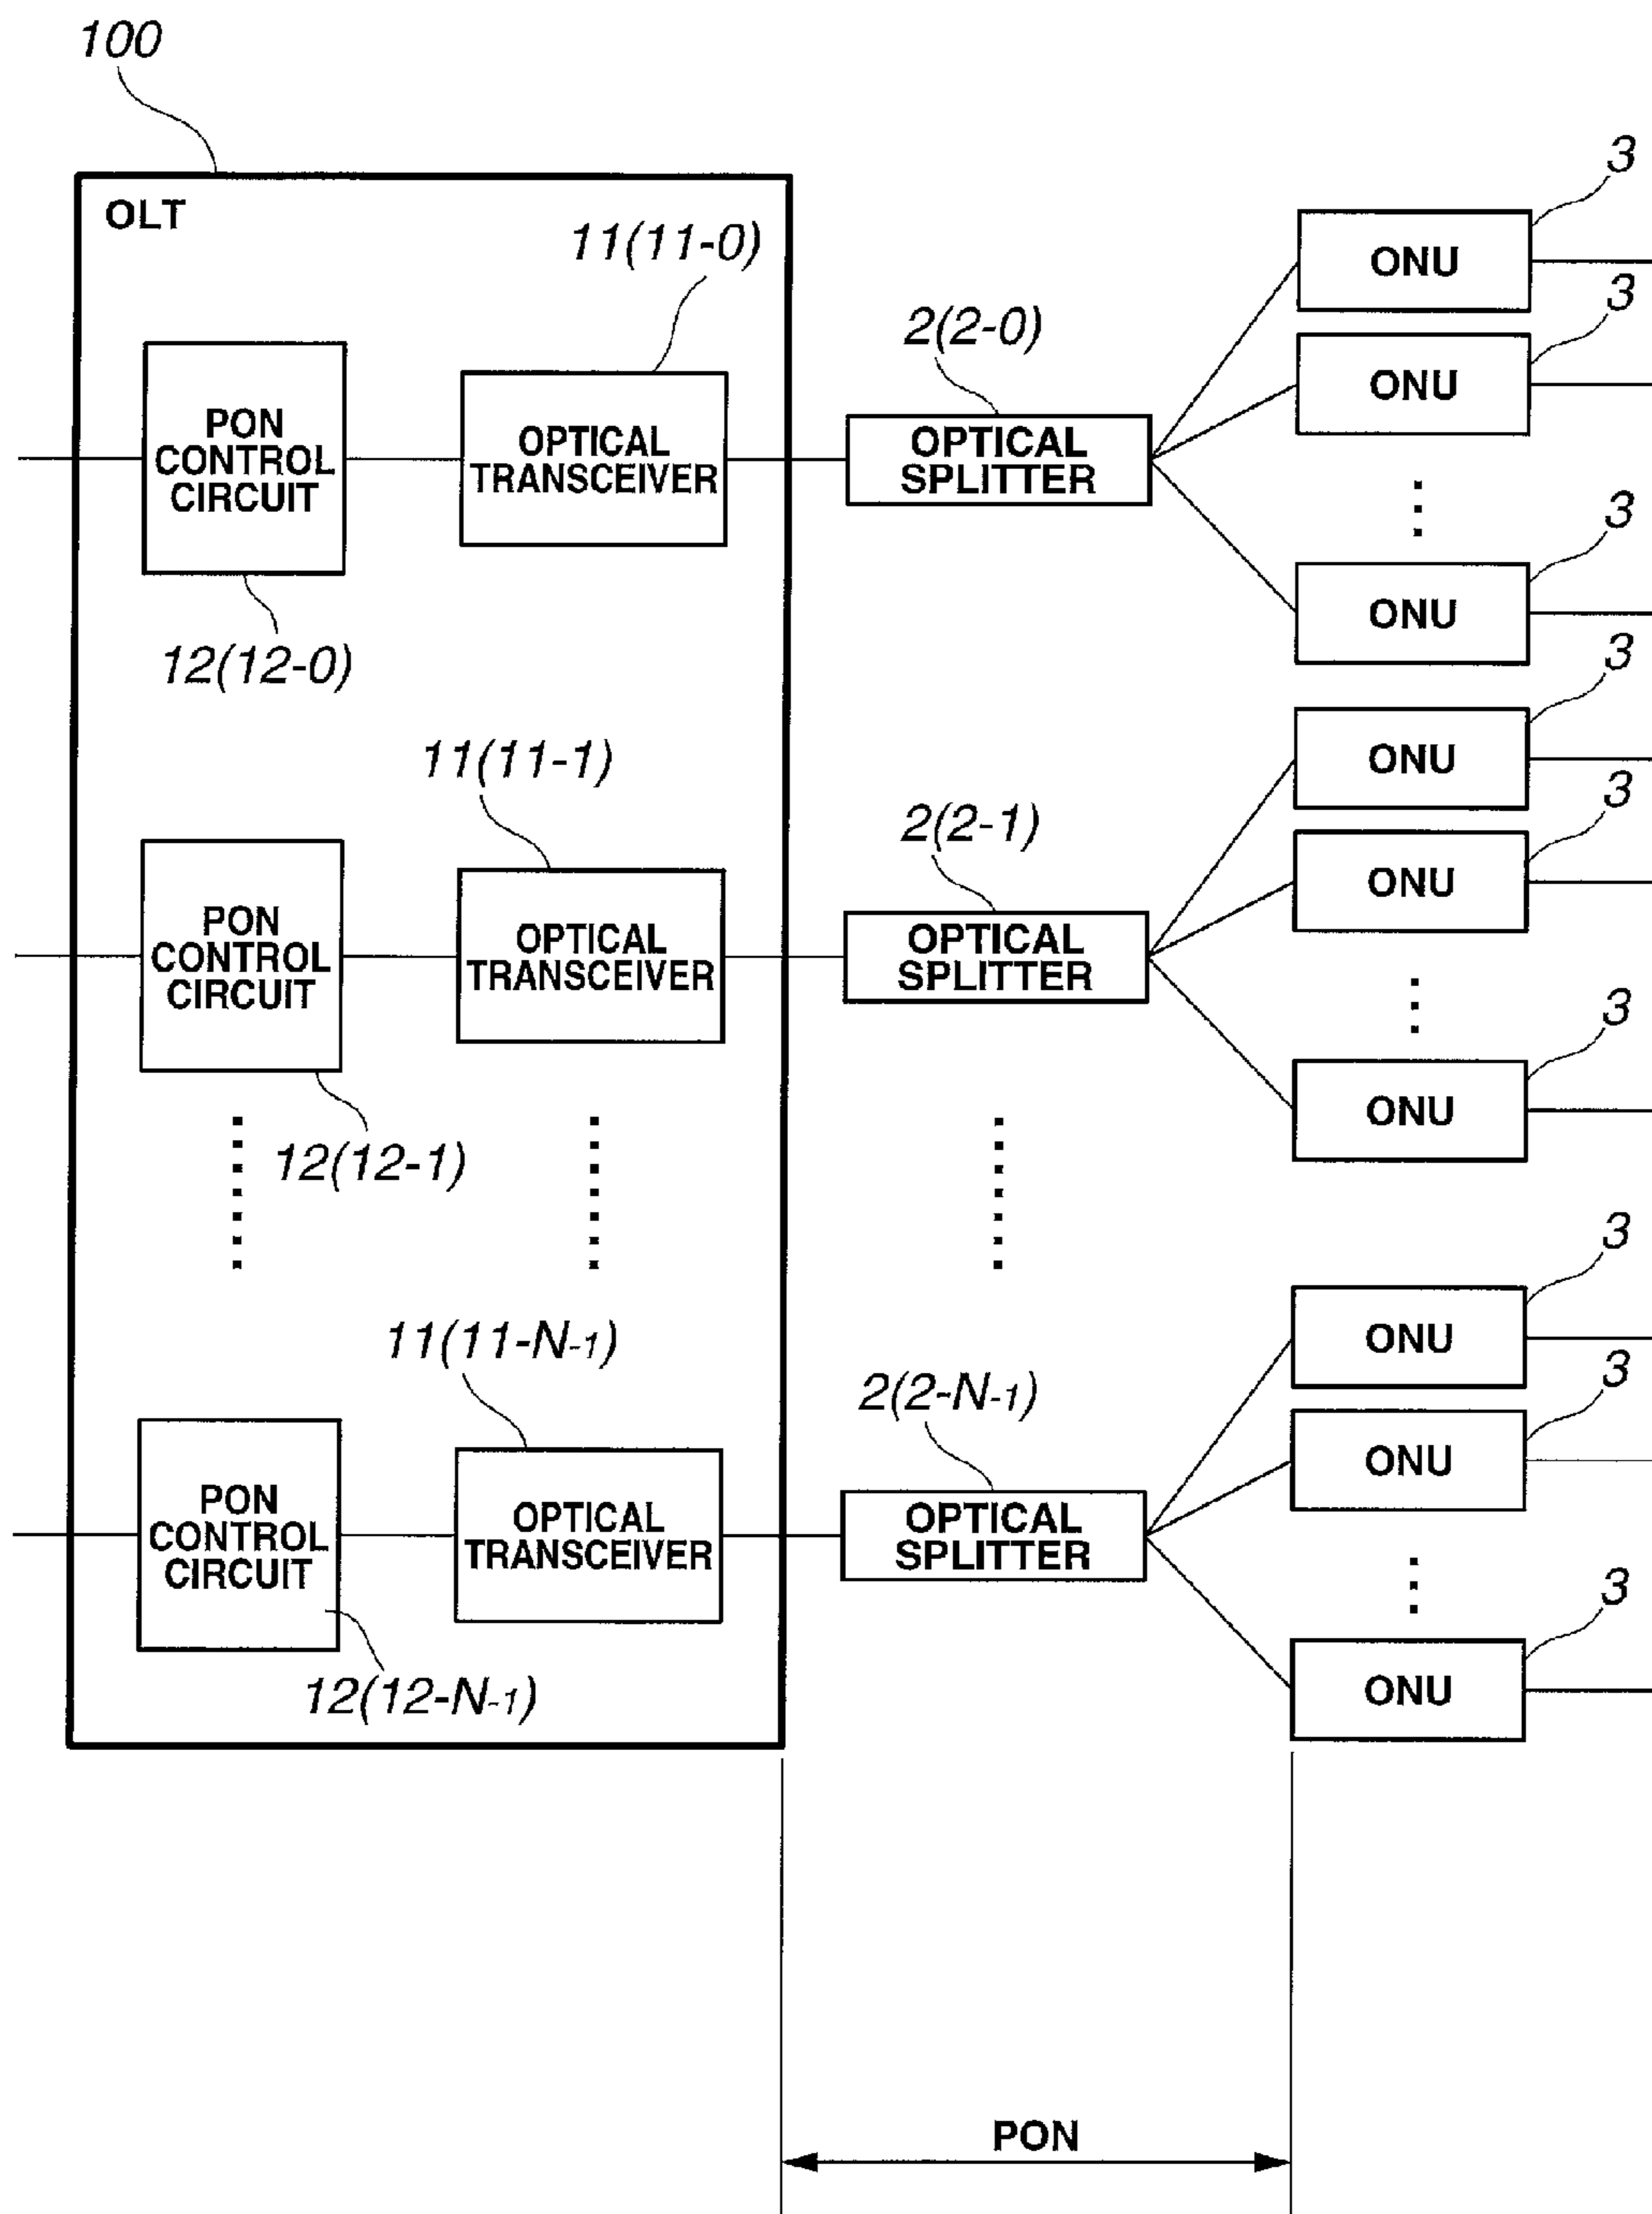 100
OLT
11(11-0)
3
ONU
3
ONU
2(2-0)
PON
CONTROL
CIRCUIT
OPTICAL
TRANSCEIVER
OPTICAL
SPLITTER
3
ONU
12(12-0)
3
ONU
11(11-1)
3
ONU
2(2-1)
PON
CONTROL
CIRCUIT
OPTICAL
TRANSCEIVER
OPTICAL
SPLITTER
3
ONU
12(12-1)
3
ONU
11(11-N-1)
3
ONU
2(2-N-1)
PON
CONTROL
CIRCUIT
OPTICAL
TRANSCEIVER
OPTICAL
SPLITTER
3
ONU
12(12-N-1)
PON